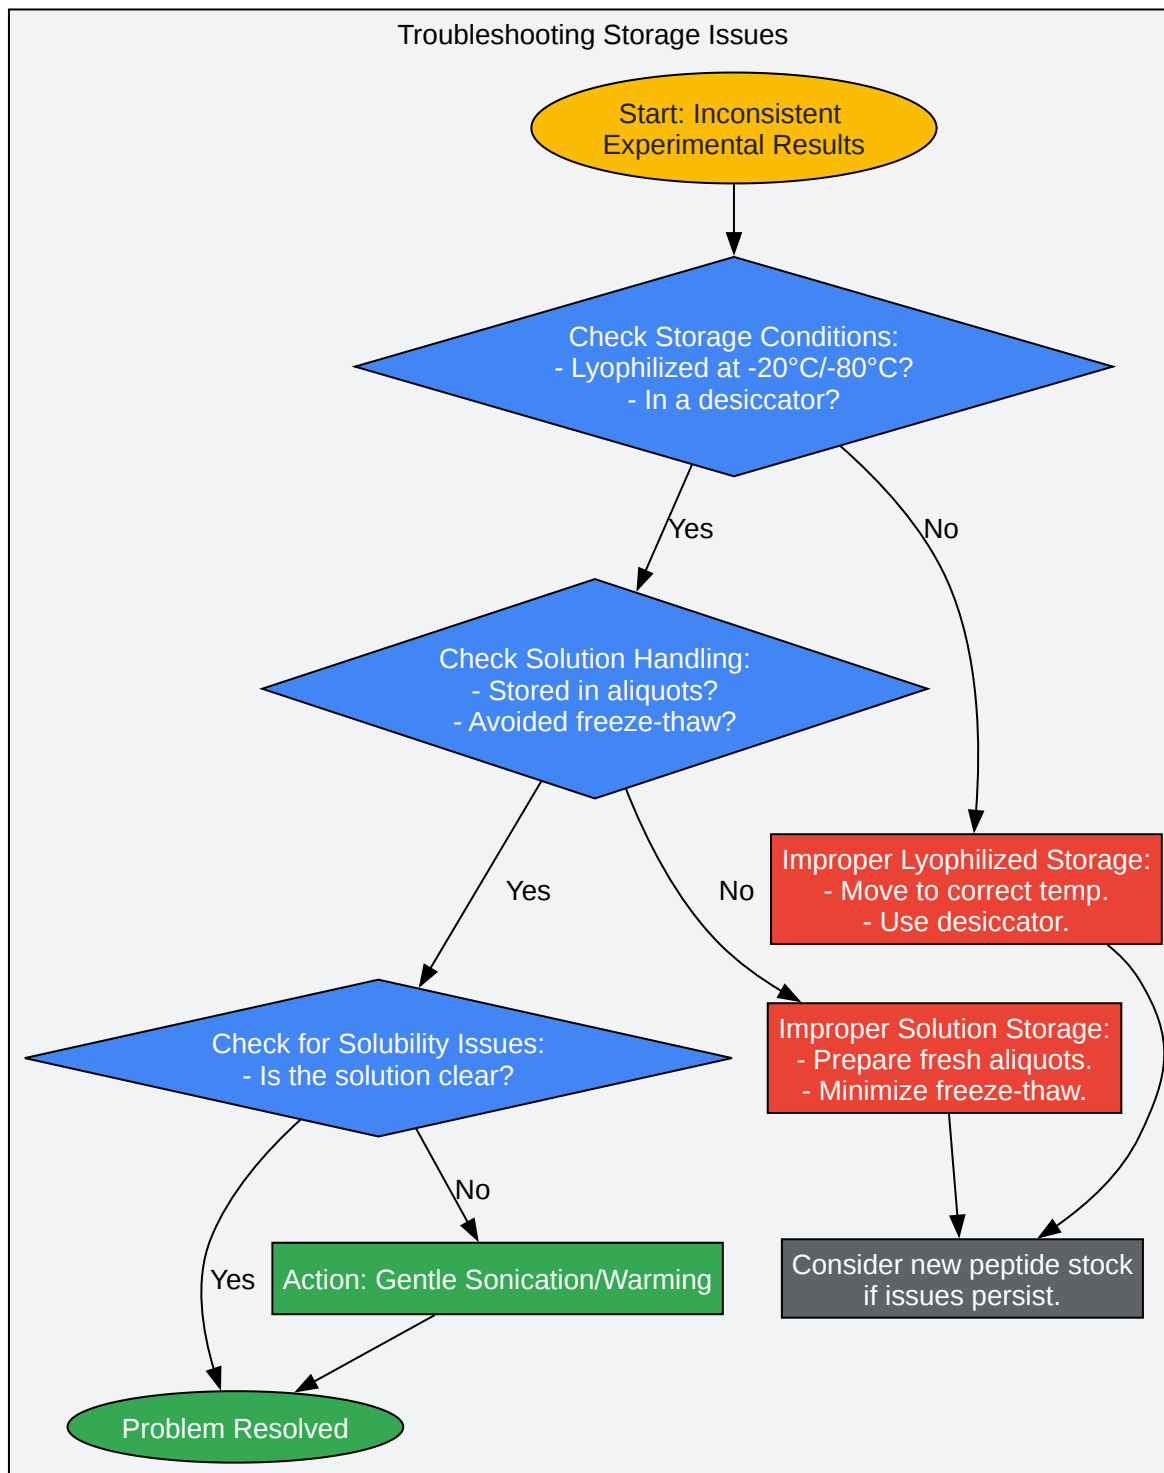 Troubleshooting Storage Issues
Start: Inconsistent
Experimental Results
Check Storage Conditions:
- Lyophilized at -20°C/-80°C?
- In a desiccator?
Yes
No
Check Solution Handling:
- Stored in aliquots?
- Avoided freeze-thaw?
Yes
No
Improper Lyophilized Storage:
- Move to correct temp.
- Use desiccator.
Check for Solubility Issues:
- Is the solution clear?
Improper Solution Storage:
- Prepare fresh aliquots.
- Minimize freeze-thaw.
No
Yes
Action: Gentle Sonication/Warming
Consider new peptide stock
if issues persist.
Problem Resolved